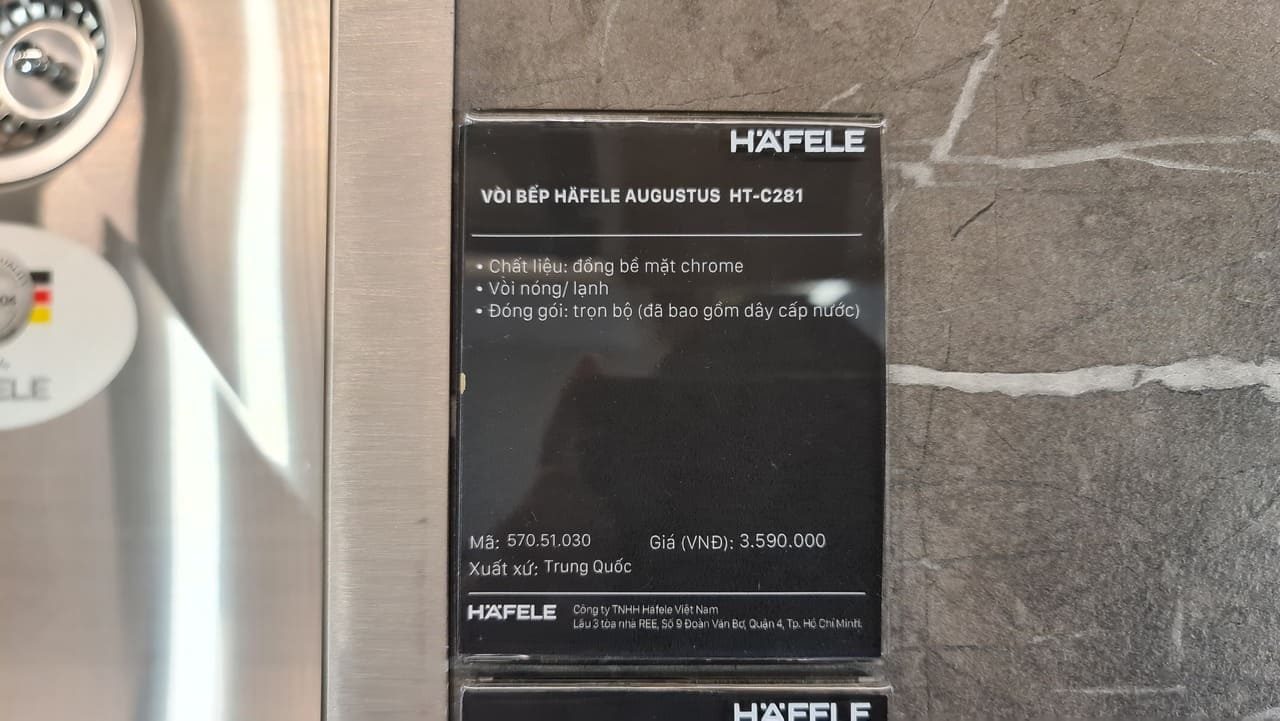 HÄFELE
VÒI BẾP HÄFELE AUGUSTUS HT-C281
• Chất liệu: đồng bề mặt chrome
• Vòi nóng/ lạnh
• Đóng gói: trọn bộ (đã bao gồm dây cấp nước)
Mã: 570.51.030 Giá (VNĐ): 3.590.000
Xuất xứ: Trung Quốc
HÄFELE Công ty TNHH Häfele Việt Nam
Lầu 3 tòa nhà REE, Số 9 Đoàn Văn Bơ, Quận 4, Tp. Hồ Chí Minh.
HÄFELE